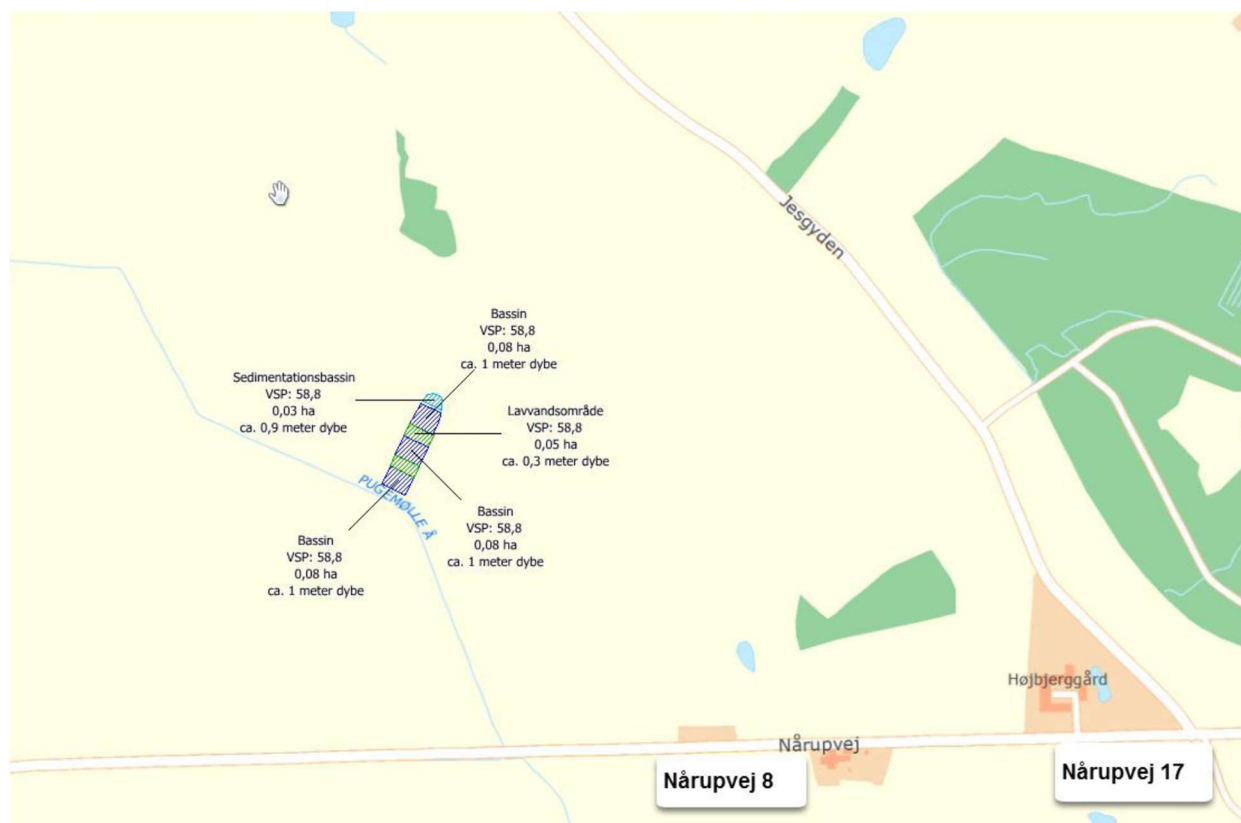 Jesgyden
Bassin
VSP: 58,8
0,08 ha
ca. 1 meter dybe
Sedimentationsbassin
VSP: 58,8
0,03 ha
ca. 0,9 meter dybe
Lavvandsområde
VSP: 58,8
0,05 ha
ca. 0,3 meter dybe
PUGEMØLLE Å
Bassin
VSP: 58,8
0,08 ha
ca. 1 meter dybe
Bassin
VSP: 58,8
0,08 ha
ca. 1 meter dybe
Højbjerggård
Nårupvej
Nårupvej 8
Nårupvej 17